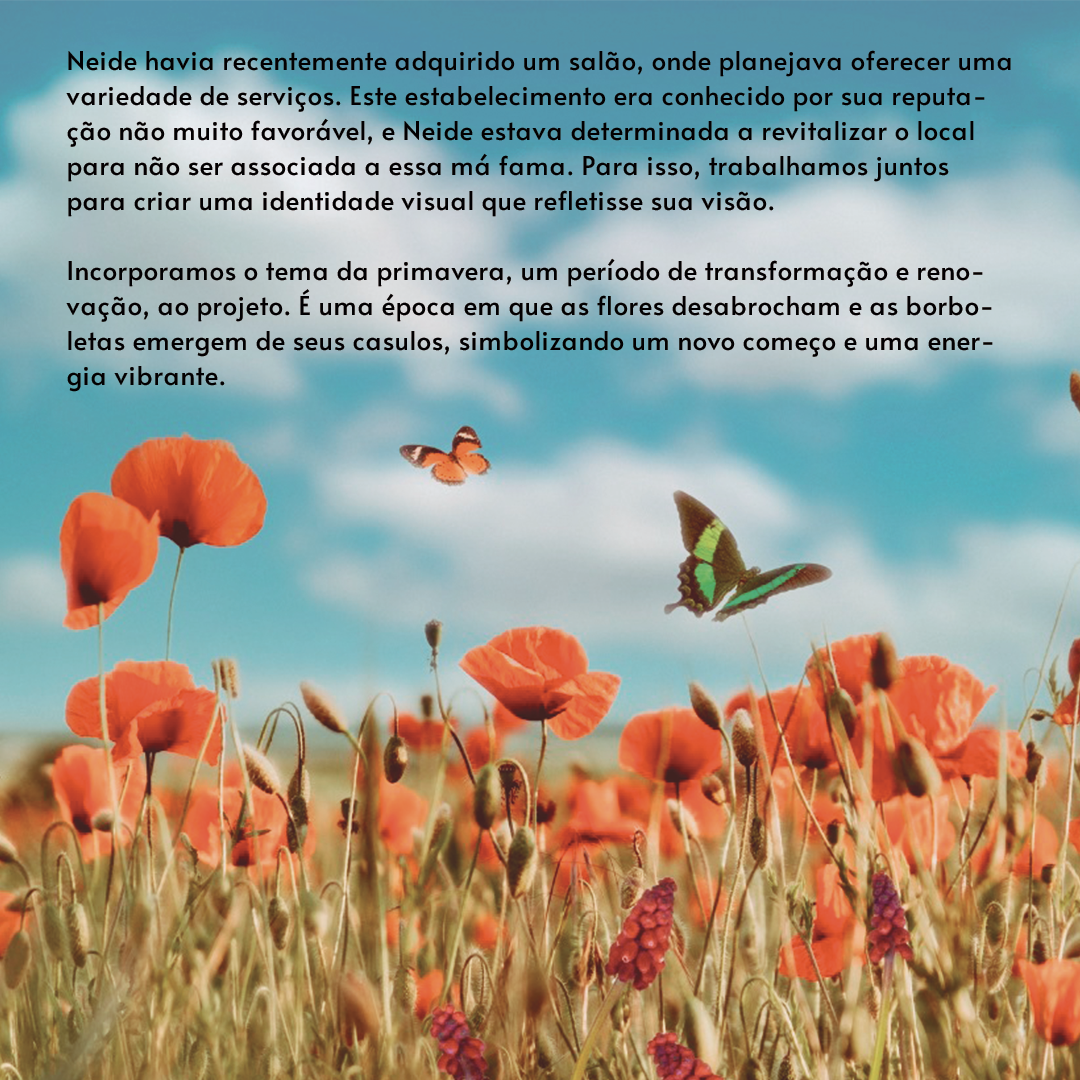 Neide havia recentemente adquirido um salão, onde planejava oferecer uma
variedade de serviços. Este estabelecimento era conhecido por sua reputa-
ção não muito favorável, e Neide estava determinada a revitalizar o local
para não ser associada a essa má fama. Para isso, trabalhamos juntos
para criar uma identidade visual que refletisse sua visão.
Incorporamos o tema da primavera, um período de transformação e reno-
vação, ao projeto. É uma época em que as flores desabrocham e as borbo-
letas emergem de seus casulos, simbolizando um novo começo e uma ener-
gia vibrante.